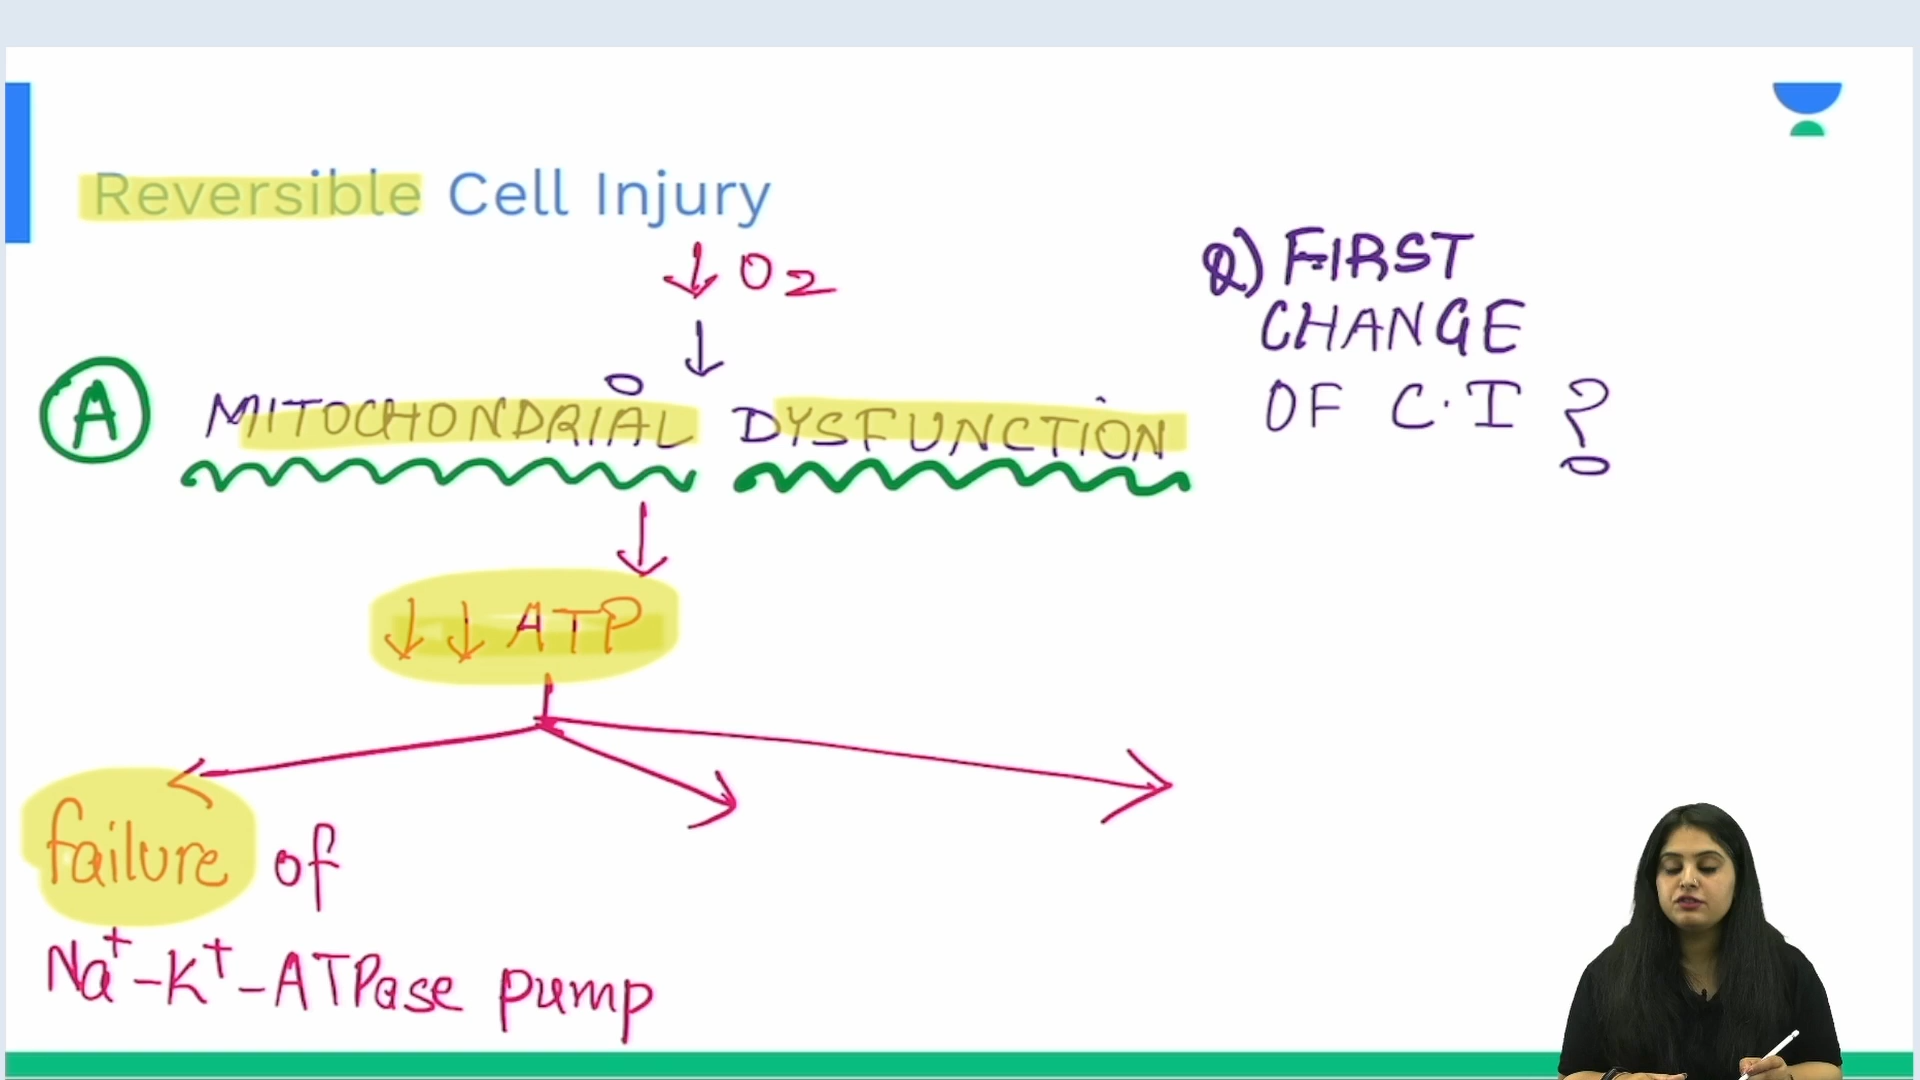 Reversible Cell Injury
↓ O2
↓
Q) FIRST
CHANGE
OF C.I ?
A MITOCHONDRIAL DYSFUNCTION
↓
↓↓ ATP
failure of
Na+-K+-ATPase pump